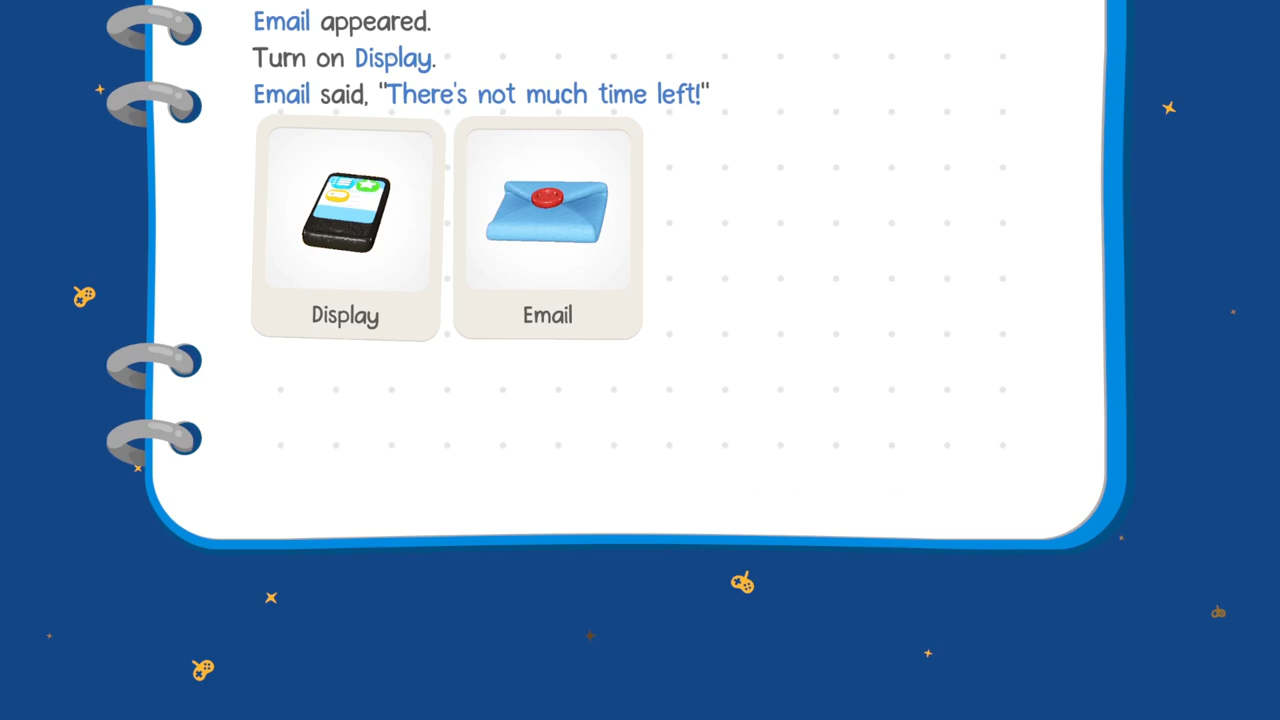 Email appeared.
Turn on Display.
Email said, "There's not much time left!"
Display
Email